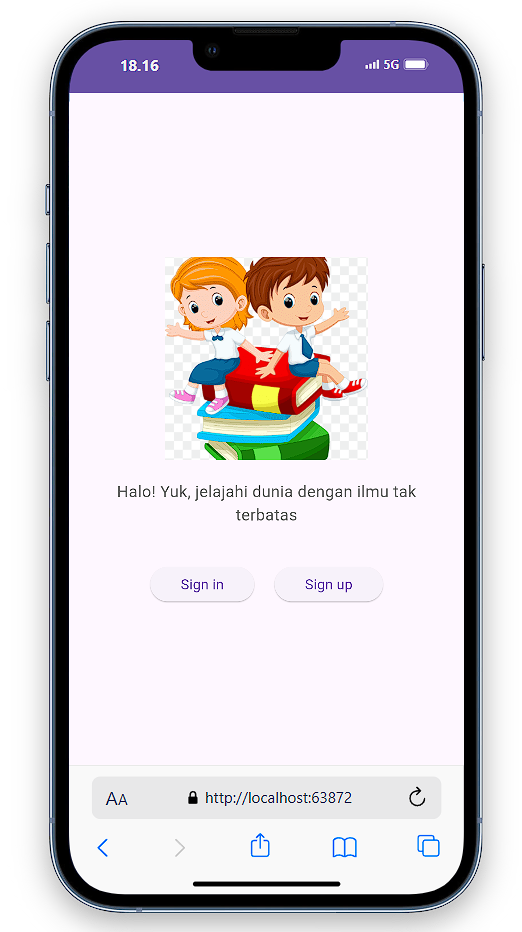 18.16
5G
Halo! Yuk, jelajahi dunia dengan ilmu tak
terbatas
Sign in
Sign up
AA
http://localhost:63872